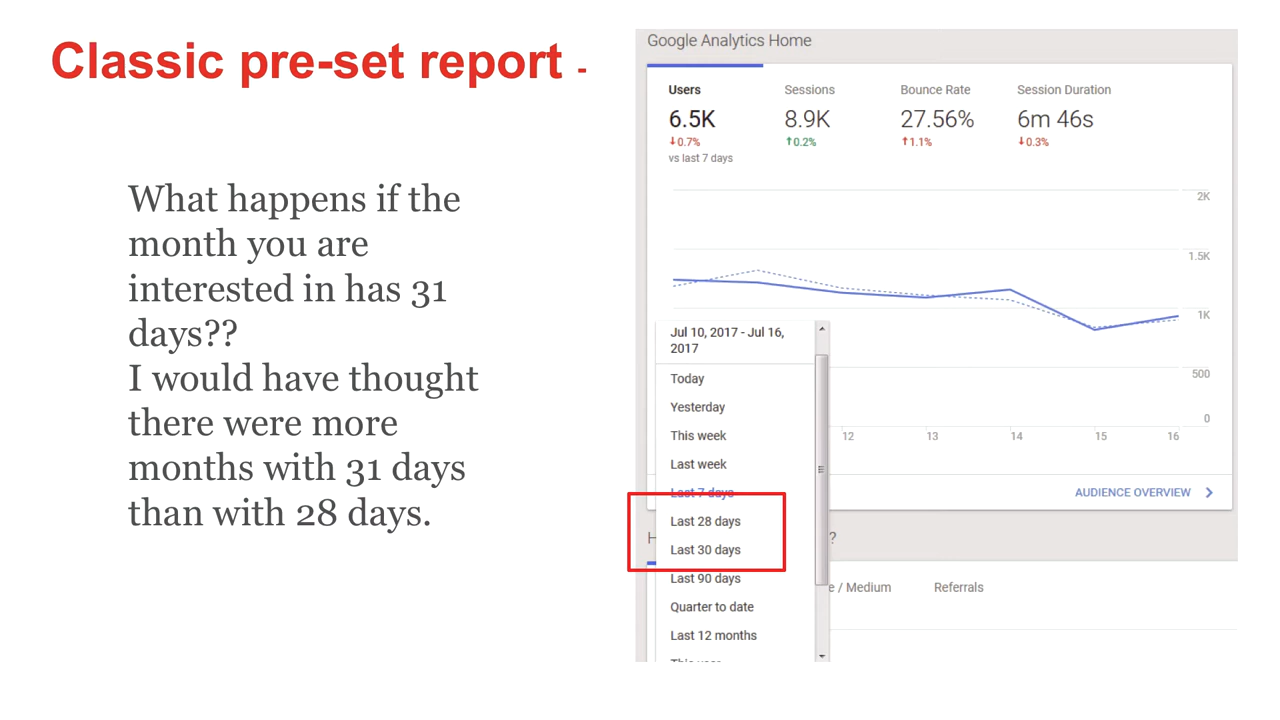 Classic pre-set report -
What happens if the
month you are
interested in has 31
days??
I would have thought
there were more
months with 31 days
than with 28 days.
Google Analytics Home
Users Sessions Bounce Rate Session Duration
6.5K 8.9K 27.56% 6m 46s
↓0.7% ↑0.2% ↑1.1% ↓0.3%
vs last 7 days
2K
1.5K
1K
500
0
12 13 14 15 16
Jul 10, 2017 - Jul 16,
2017
Today
Yesterday
This week
Last week
Last 7 days
Last 28 days
Last 30 days
Last 90 days
Quarter to date
Last 12 months
AUDIENCE OVERVIEW
?
e / Medium Referrals